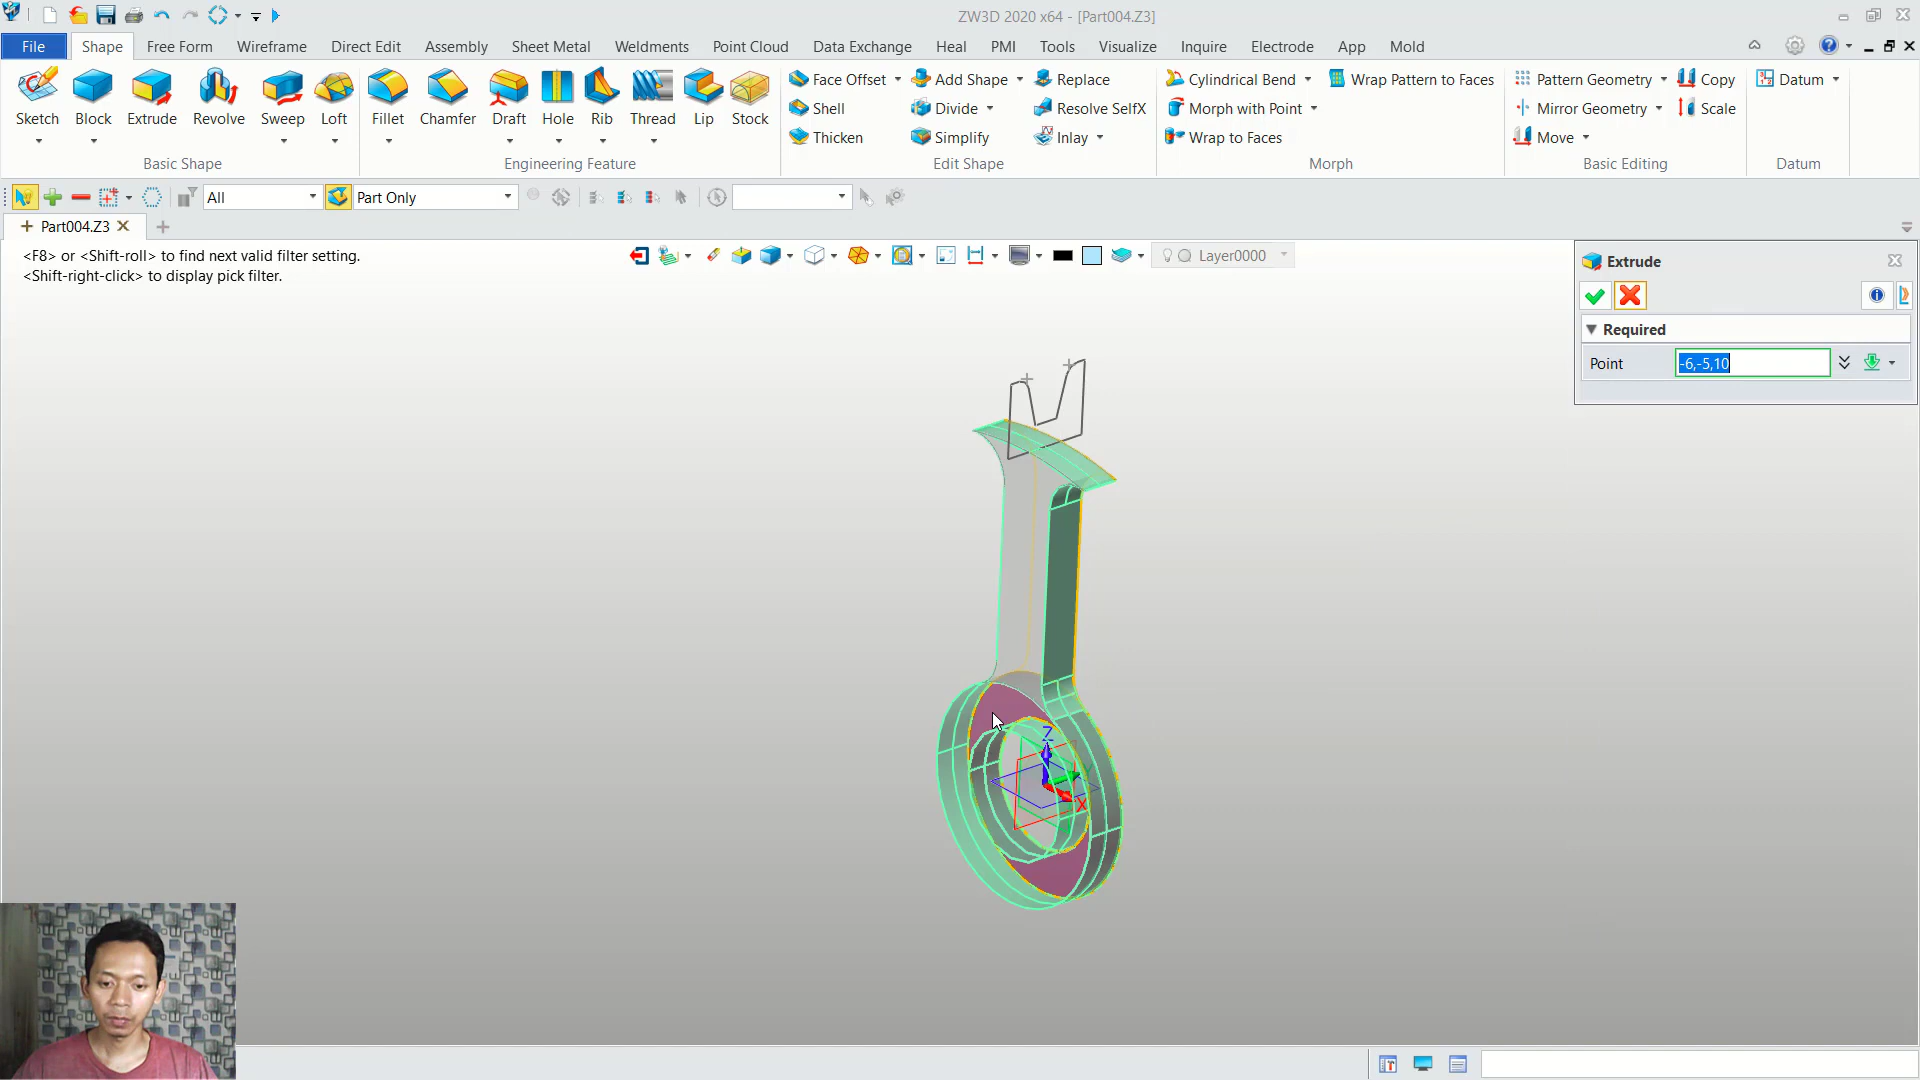 ZW3D 2020 x64 - [Part004.Z3]
File Shape Free Form Wireframe Direct Edit Assembly Sheet Metal Weldments Point Cloud Data Exchange Heal PMI Tools Visualize Inquire Electrode App Mold
Sketch Block Extrude Revolve Sweep Loft Fillet Chamfer Draft Hole Rib Thread Lip Stock
Face Offset Add Shape Replace Cylindrical Bend Wrap Pattern to Faces Pattern Geometry Copy Datum
Shell Divide Resolve SelfX Morph with Point Mirror Geometry Scale
Thicken Simplify Inlay Wrap to Faces Move
Basic Shape Engineering Feature Edit Shape Morph Basic Editing Datum
All Part Only
Part004.Z3
<F8> or <Shift-roll> to find next valid filter setting.
<Shift-right-click> to display pick filter.
Layer0000
Extrude
Required
Point -6,-5,10
Z
X